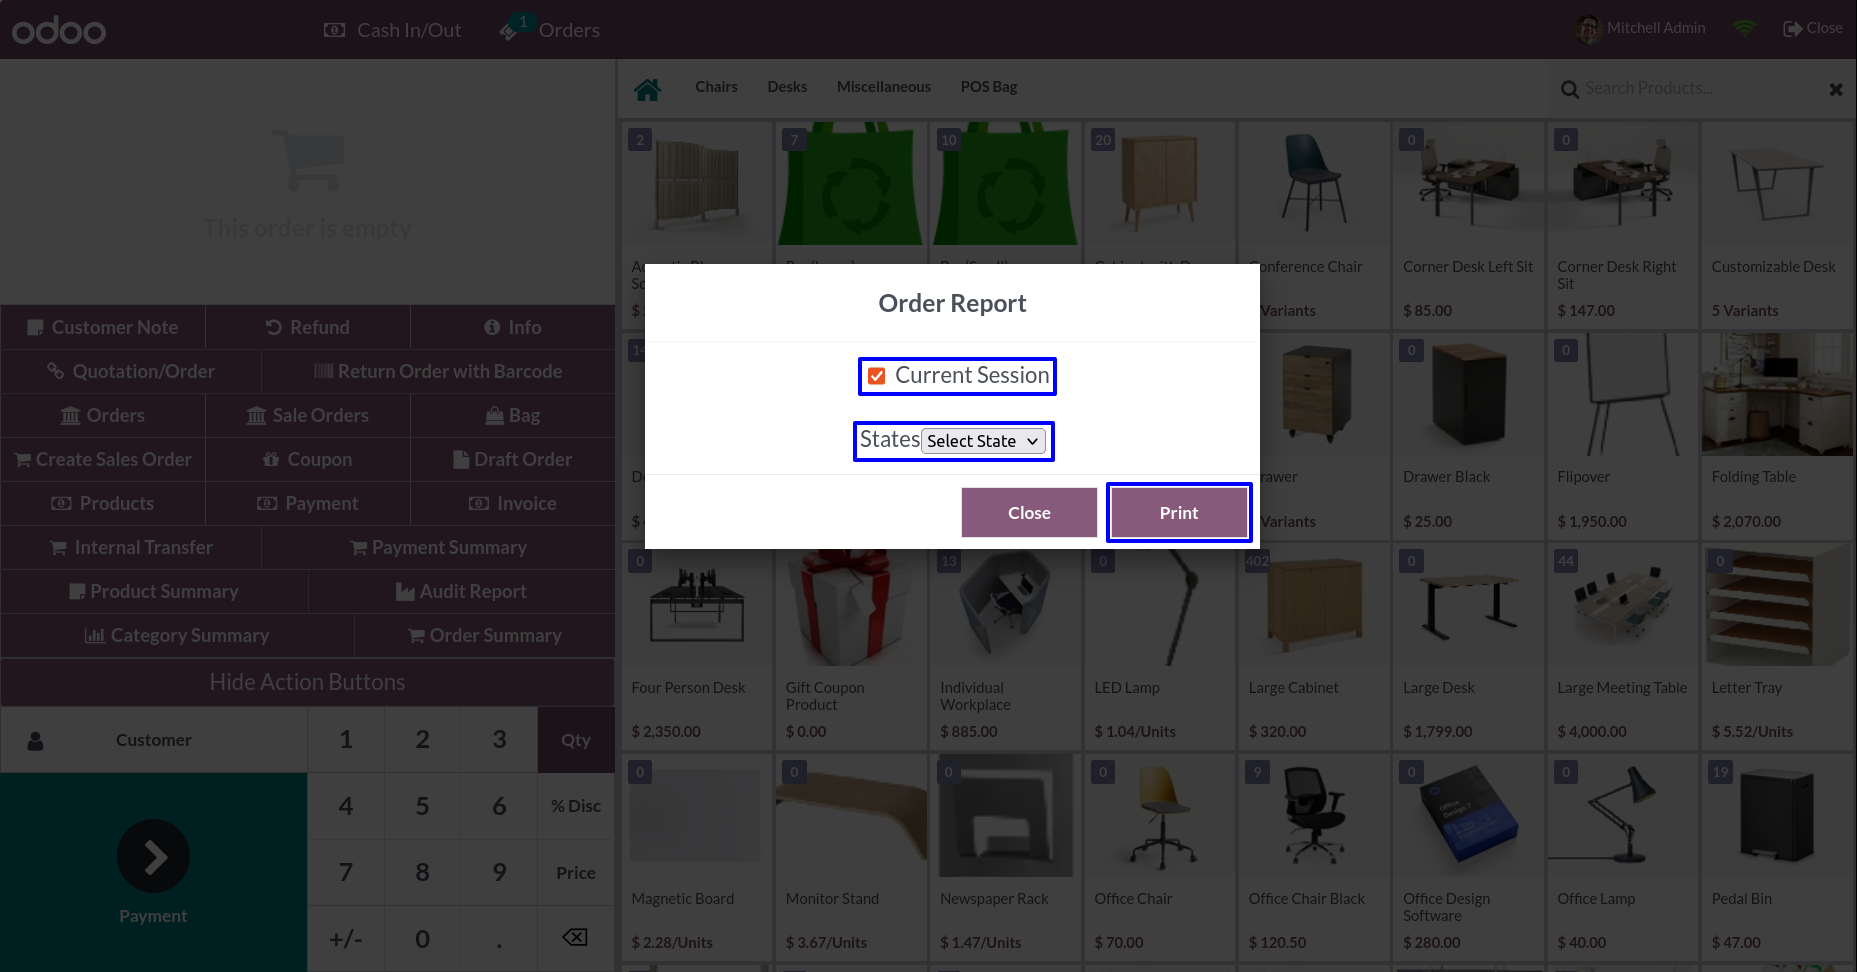 odoo
Cash In/Out
1
Orders
Mitchell Admin
Close
Chairs
Desks
Miscellaneous
POS Bag
Search Products...
This order is empty
Customer Note
Refund
Info
Quotation/Order
Return Order with Barcode
Orders
Sale Orders
Bag
Create Sales Order
Coupon
Draft Order
Products
Payment
Invoice
Internal Transfer
Payment Summary
Product Summary
Audit Report
Category Summary
Order Summary
Hide Action Buttons
Customer
1
2
3
Qty
4
5
6
% Disc
7
8
9
Price
+/-
0
.
Payment
2
7
10
20
0
0
Conference Chair
Variants
Corner Desk Left Sit
$ 85.00
Corner Desk Right
Sit
$ 147.00
Customizable Desk
5 Variants
Order Report
Current Session
States
Select State
Close
Print
0
0
Variants
Drawer Black
$ 25.00
Flipover
$ 1,950.00
Folding Table
$ 2,070.00
0
13
0
402
0
44
0
Four Person Desk
$ 2,350.00
Gift Coupon
Product
$ 0.00
Individual
Workplace
$ 885.00
LED Lamp
$ 1.04/Units
Large Cabinet
$ 320.00
Large Desk
$ 1,799.00
Large Meeting Table
$ 4,000.00
Letter Tray
$ 5.52/Units
0
0
0
0
9
0
0
19
Office
Design 7
Magnetic Board
$ 2.28/Units
Monitor Stand
$ 3.67/Units
Newspaper Rack
$ 1.47/Units
Office Chair
$ 70.00
Office Chair Black
$ 120.50
Office Design
Software
$ 280.00
Office Lamp
$ 40.00
Pedal Bin
$ 47.00